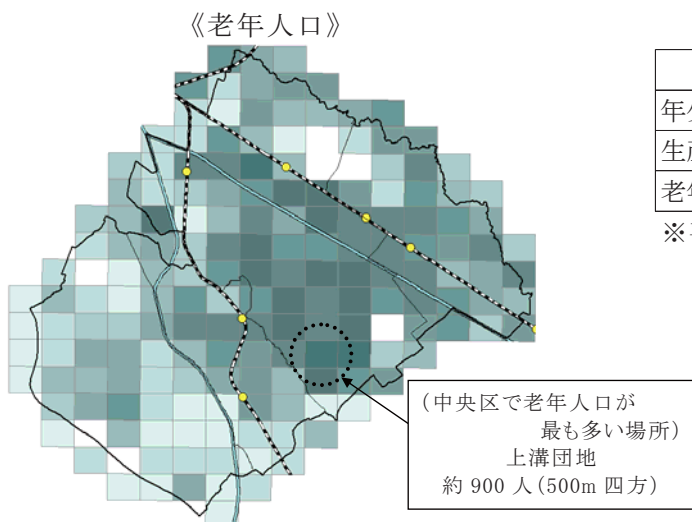 《老年人口》
年
生
老
※
(中央区で老年人口が
最も多い場所)
上溝団地
約 900 人(500m 四方)